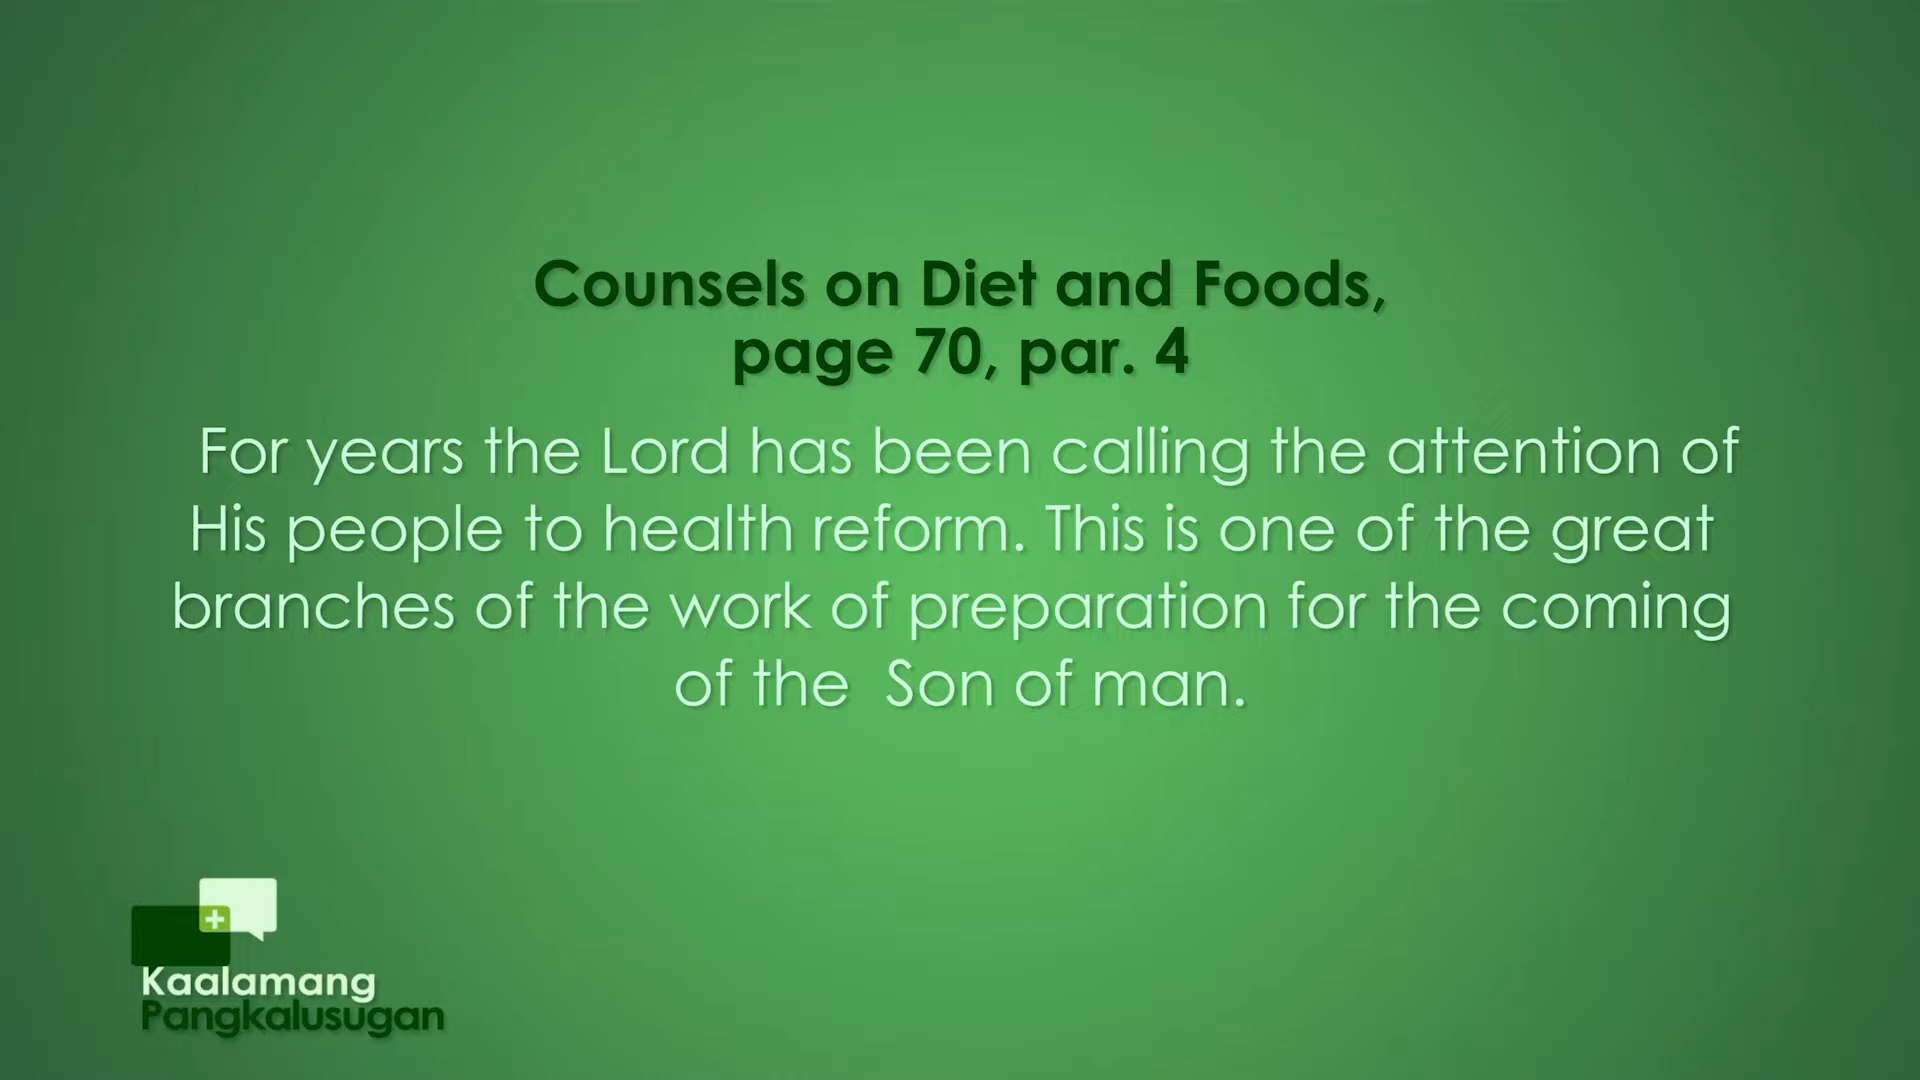 Counsels on Diet and Foods,
page 70, par. 4
For years the Lord has been calling the attention of
His people to health reform. This is one of the great
branches of the work of preparation for the coming
of the  Son of man.
Kaalamang
Pangkalusugan